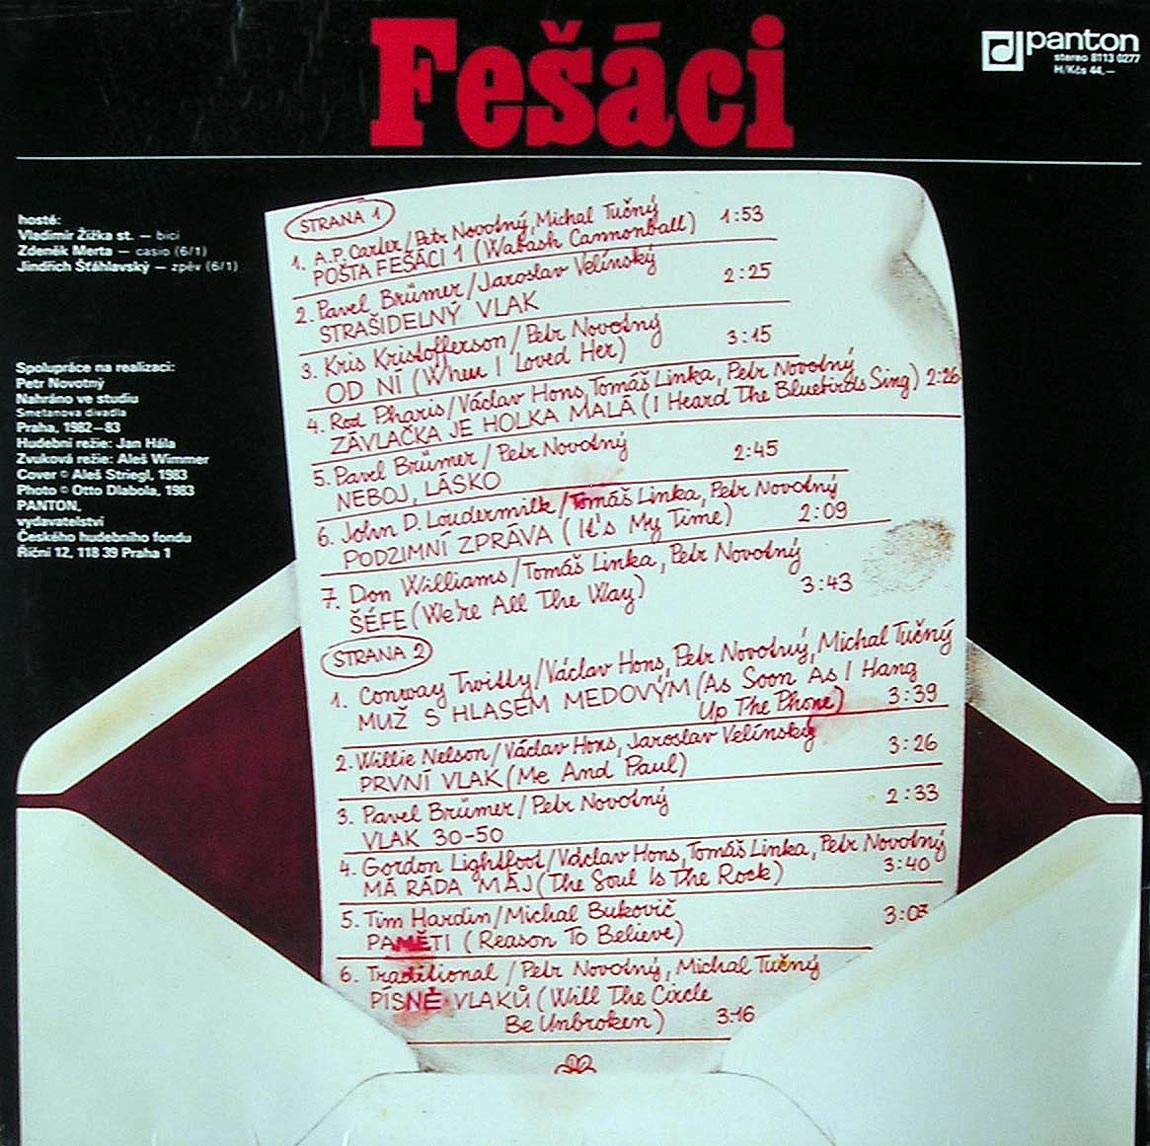 Fešáci
panton
stereo 8113 0277
H/Kčs 44,—
hosté:
Vladimír Žižka st. — bicí
Zdeněk Merta — casio (6/1)
Jindřich Šťáhlavský — zpěv (6/1)
Spolupráce na realizaci:
Petr Novotný
Nahráno ve studiu
Smetanova divadla
Praha, 1982—83
Hudební režie: Jan Hála
Zvuková režie: Aleš Wimmer
Cover © Aleš Striegl, 1983
Photo © Otto Dlabola, 1983
PANTON,
vydavatelství
Českého hudebního fondu
Říční 12, 118 39 Praha 1
STRANA 1
1. A.P. Carter/Petr Novotný, Michal Tučný 1:53
POŠTA FEŠÁCI 1 (Wabash Cannonball)
2. Pavel Brümer/Jaroslav Velínský 2:25
STRAŠIDELNÝ VLAK
3. Kris Kristofferson/Petr Novotný 3:15
OD NÍ (When I Loved Her)
4. Rod Pharis/Václav Hons, Tomáš Linka, Petr Novotný
ZÁVLAČKA JE HOLKA MALÁ (I Heard The Bluebirds Sing) 2:26
5. Pavel Brümer/Petr Novotný 2:45
NEBOJ, LÁSKO
6. John D. Loudermilk/Tomáš Linka, Petr Novotný
PODZIMNÍ ZPRÁVA (It's My Time) 2:09
7. Don Williams/Tomáš Linka, Petr Novotný
ŠÉFE (We're All The Way) 3:43
STRANA 2
1. Conway Twitty/Václav Hons, Petr Novotný, Michal Tučný
MUŽ S HLASEM MEDOVÝM (As Soon As I Hang
Up The Phone) 3:39
2. Willie Nelson/Václav Hons, Jaroslav Velínský
PRVNÍ VLAK (Me And Paul) 3:26
3. Pavel Brümer/Petr Novotný 2:33
VLAK 30-50
4. Gordon Lightfoot/Václav Hons, Tomáš Linka, Petr Novotný
MÁ RÁDA MÁJ (The Soul Is The Rock) 3:40
5. Tim Hardin/Michal Bukovič 3:03
PAMĚTI (Reason To Believe)
6. Traditional/Petr Novotný, Michal Tučný
PÍSNĚ VLAKŮ (Will The Circle
Be Unbroken) 3:16